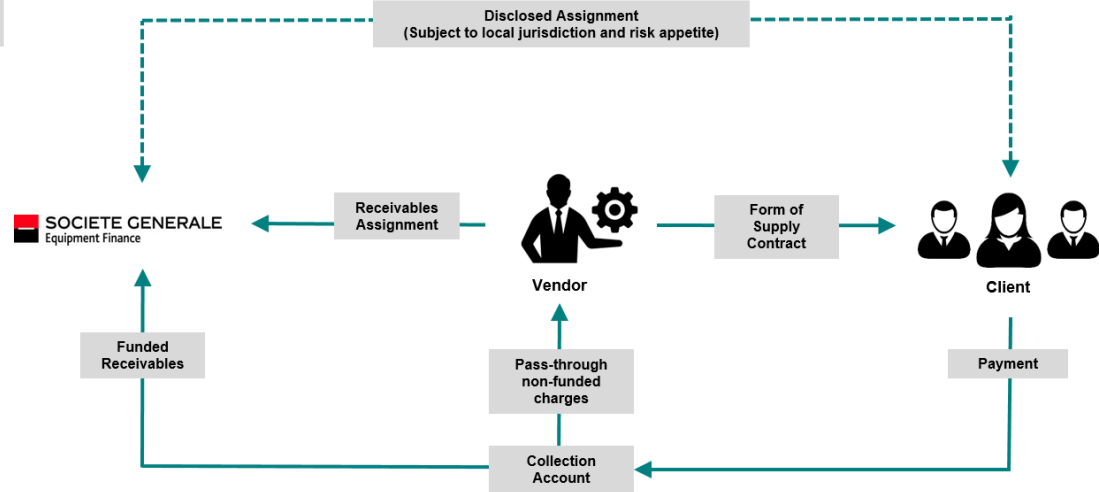 Disclosed Assignment
(Subject to local jurisdiction and risk appetite)
SOCIETE GENERALE
Equipment Finance
Receivables
Assignment
Form of
Supply
Contract
Vendor
Client
Funded
Receivables
Pass-through
non-funded
charges
Payment
Collection
Account